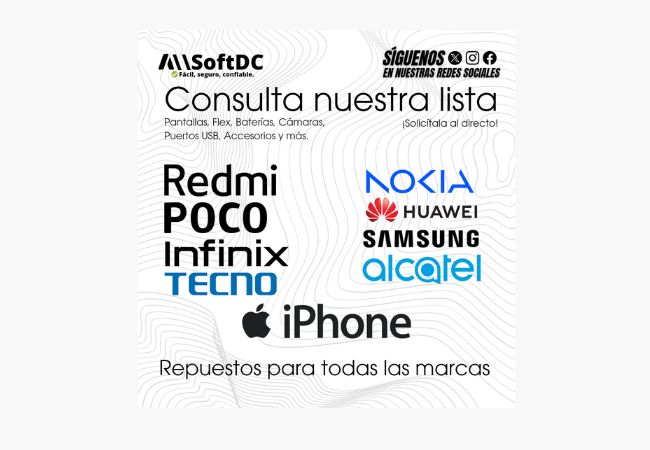 SoftDC
Fácil, seguro, confiable.
SÍGUENOS
EN NUESTRAS REDES SOCIALES
Consulta nuestra lista
Pantallas, Flex, Baterías, Cámaras,
Puertos USB, Accesorios y más.
¡Solicítala al directo!
Redmi
POCO
Infinix
TECNO
NOKIA
HUAWEI
SAMSUNG
alcatel
iPhone
Repuestos para todas las marcas